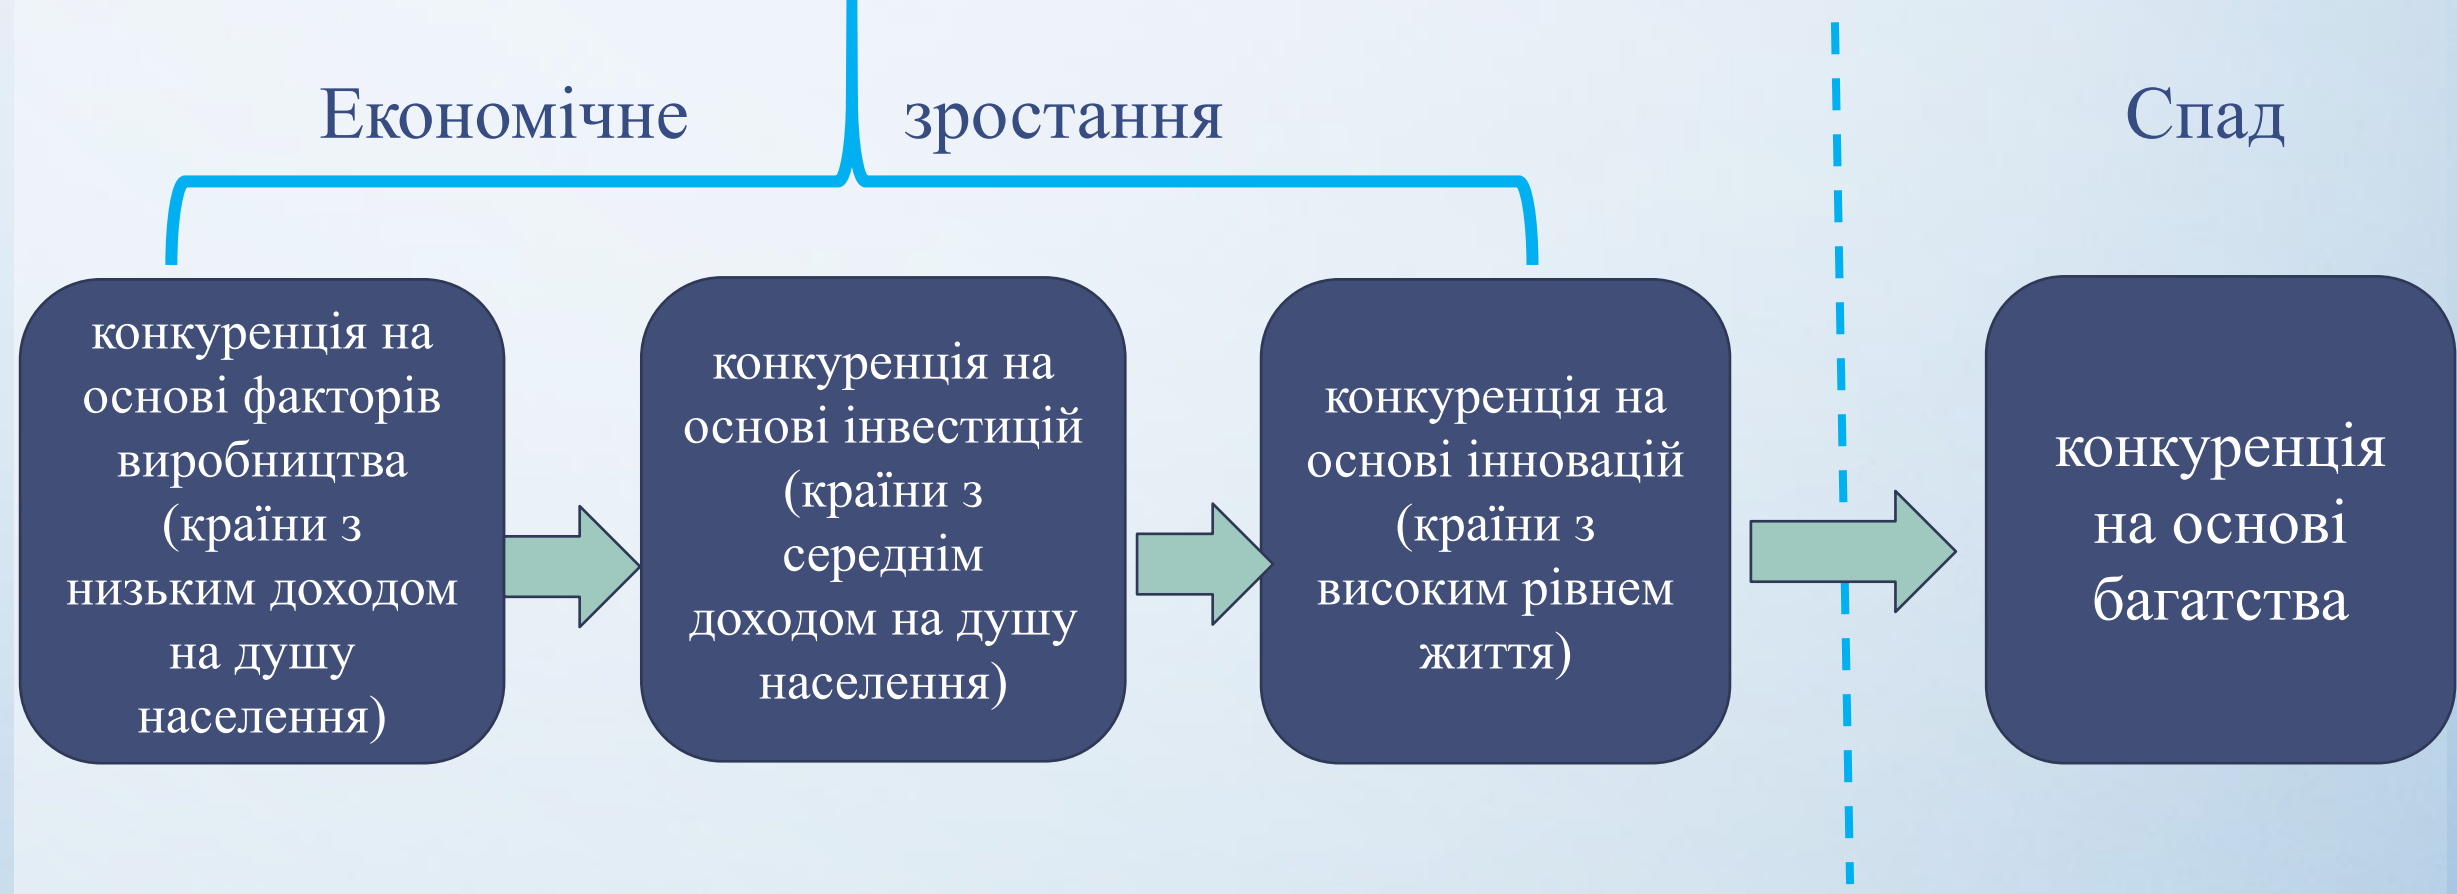 Економічне зростання
Спад
конкуренція на
основі факторів
виробництва
(країни з
низьким доходом
на душу
населення)
конкуренція на
основі інвестицій
(країни з
середнім
доходом на душу
населення)
конкуренція на
основі інновацій
(країни з
високим рівнем
життя)
конкуренція
на основі
багатства